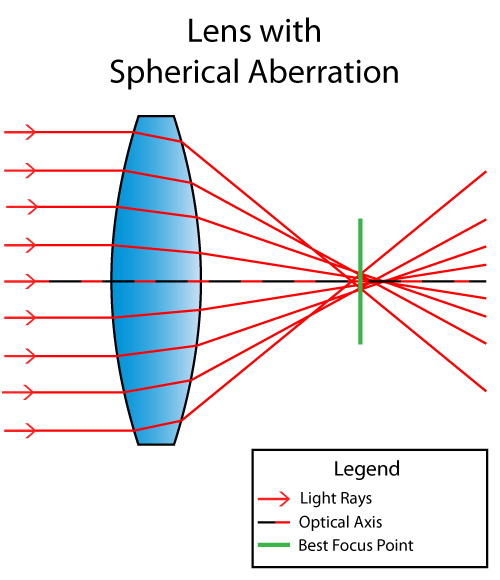 Lens with
Spherical Aberration
Legend
Light Rays
Optical Axis
Best Focus Point